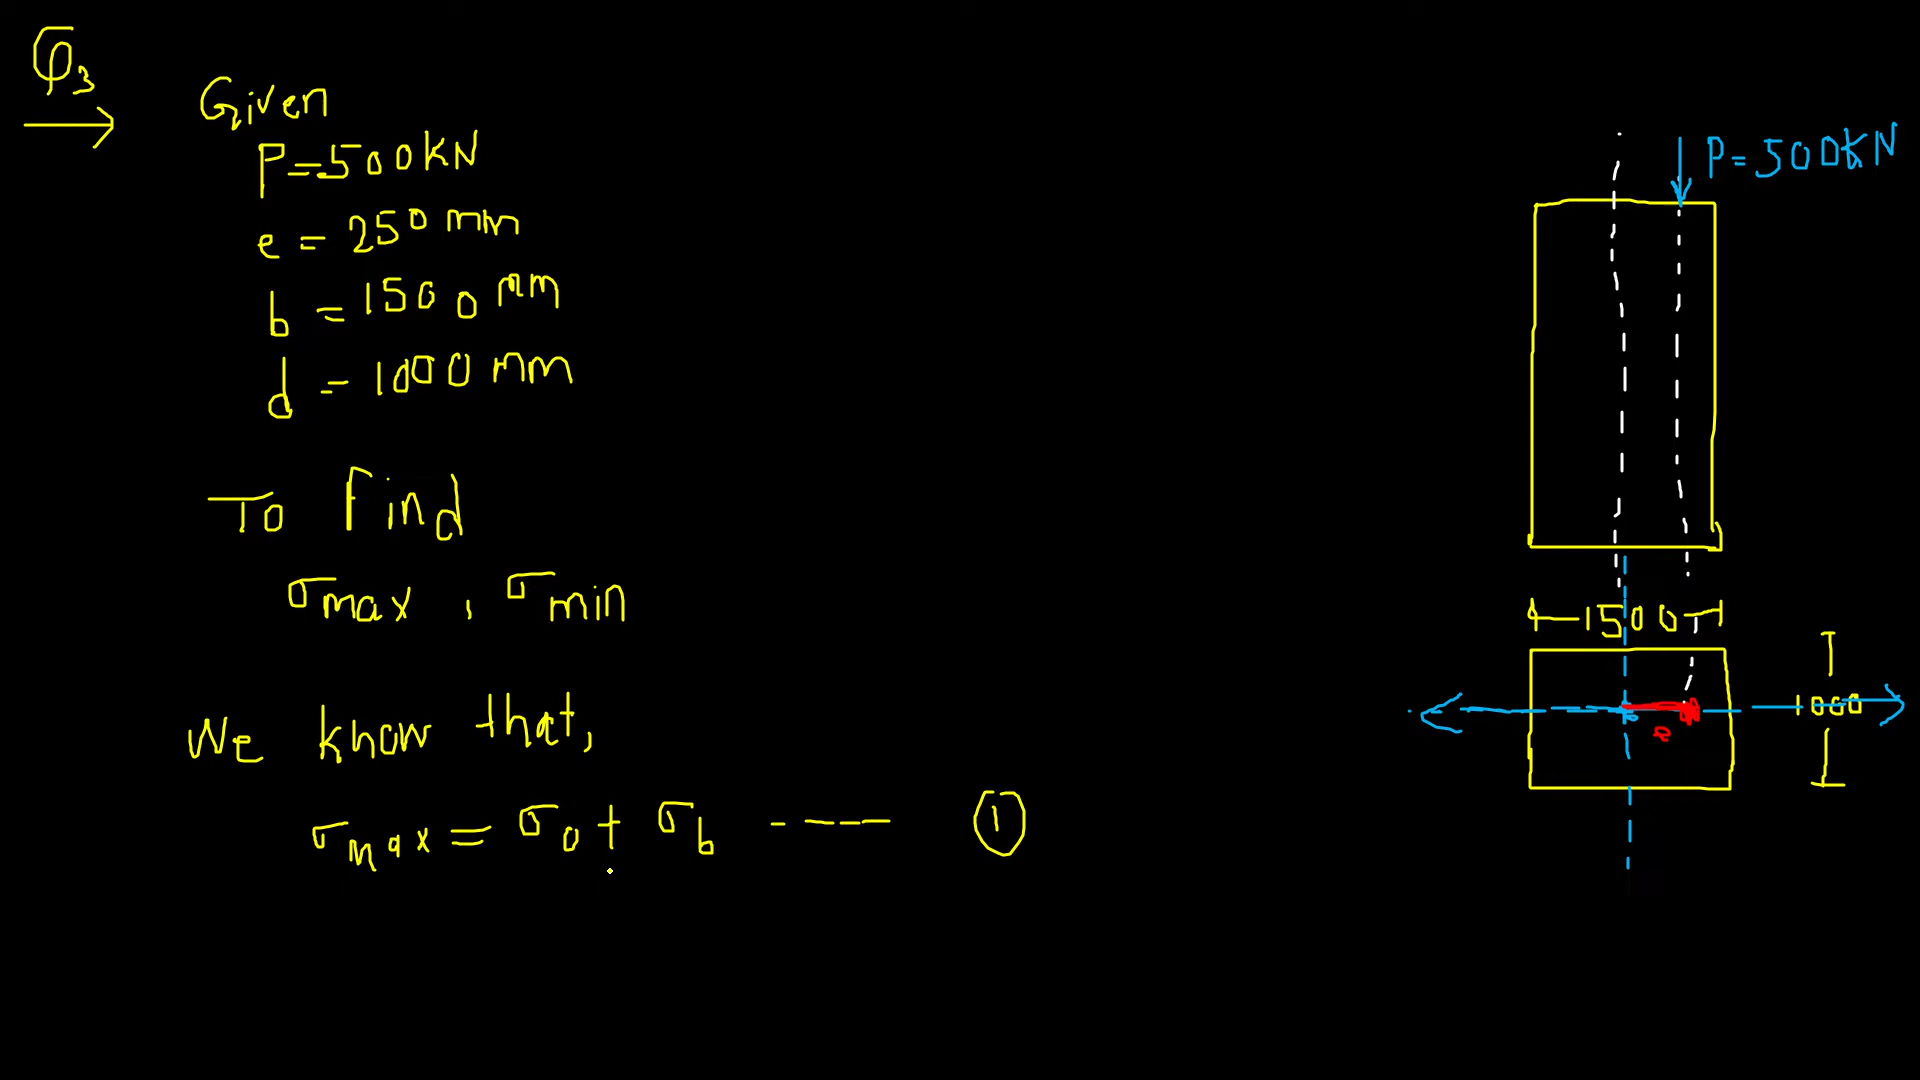 Q3
Given
P=500KN
e = 250 mm
b = 1500 mm
d = 1000 mm
To Find
σmax , σmin
We know that,
σmax = σo + σb ---- ①
P=500KN
1500
1000
e